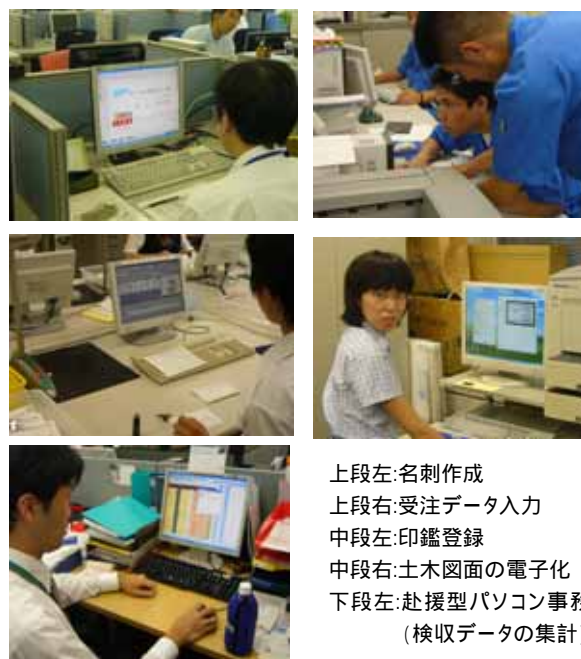 上段左:名刺作成
上段右:受注データ入力
中段左:印鑑登録
中段右:土木図面の電子化
下段左:赴援型パソコン事務
(検収データの集計)